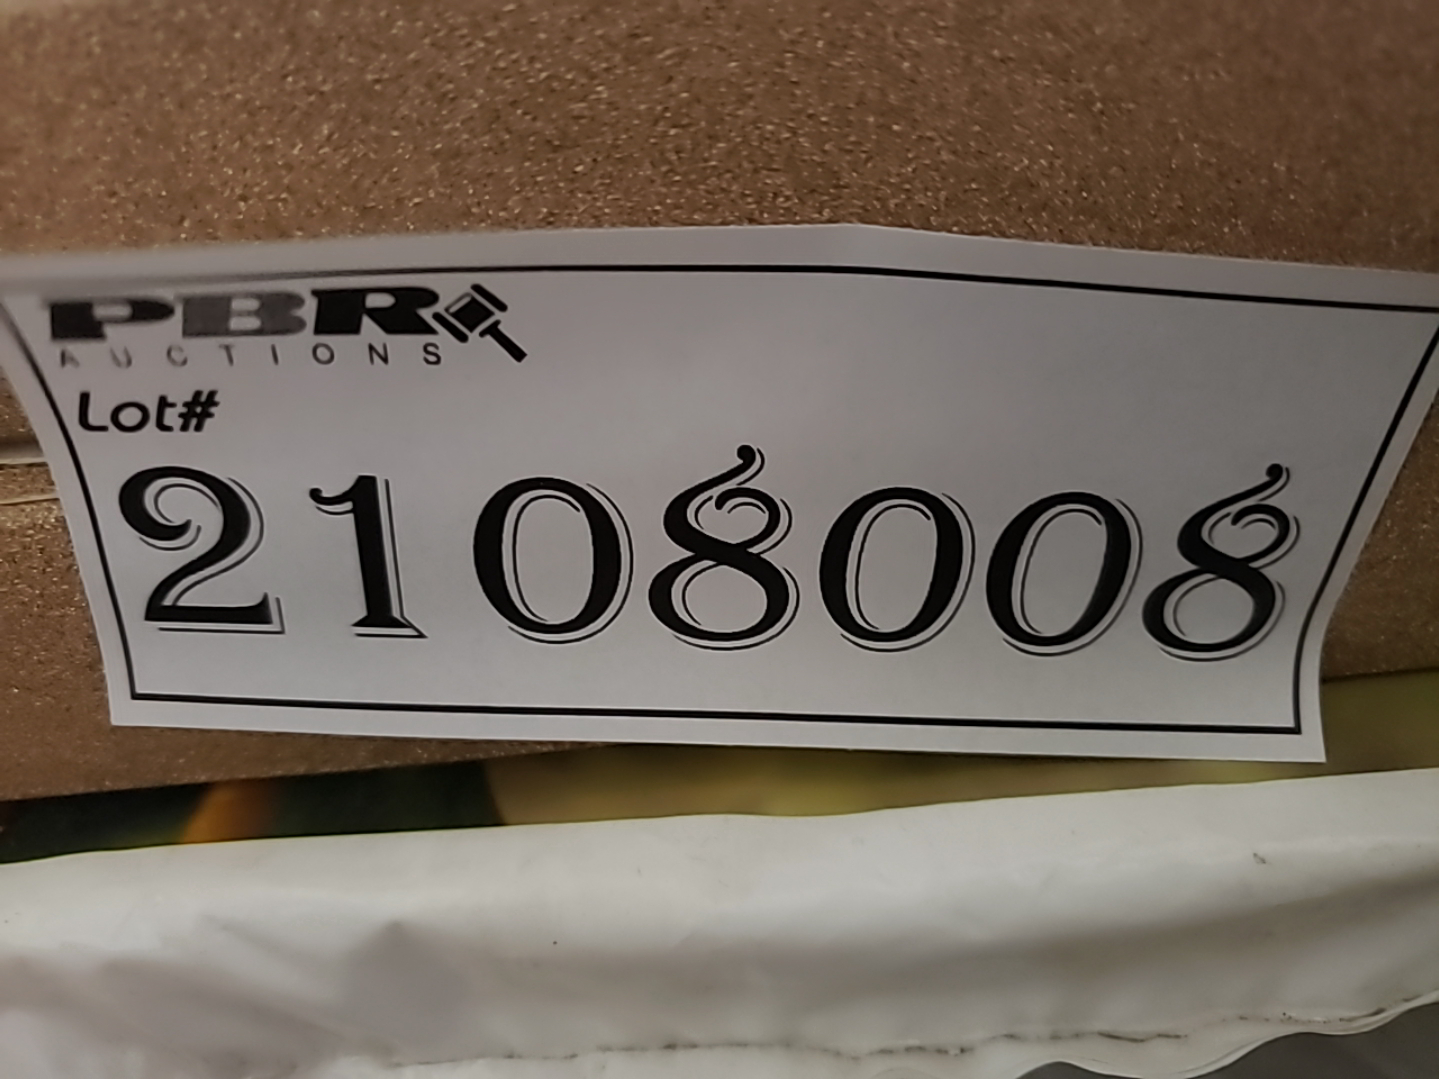 PBR
AUCTIONS
Lot#
2108008